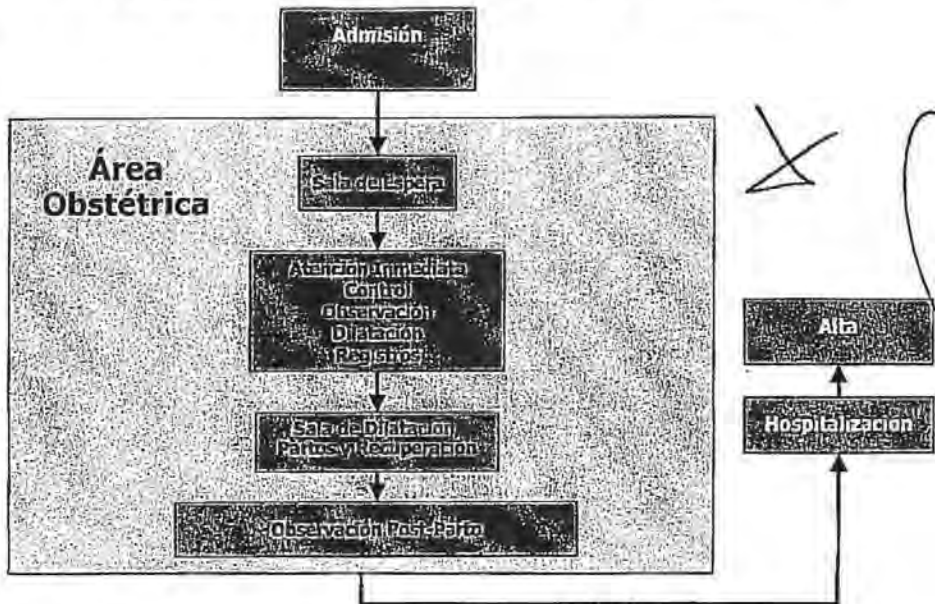 Admisión
Área
Obstétrica
Sala de Espera
Atención Inmediata
Control
Observación
Dilatación
Registros
Sala de Dilatación,
Partos y Recuperación
Observación Post-Parto
Alta
Hospitalización